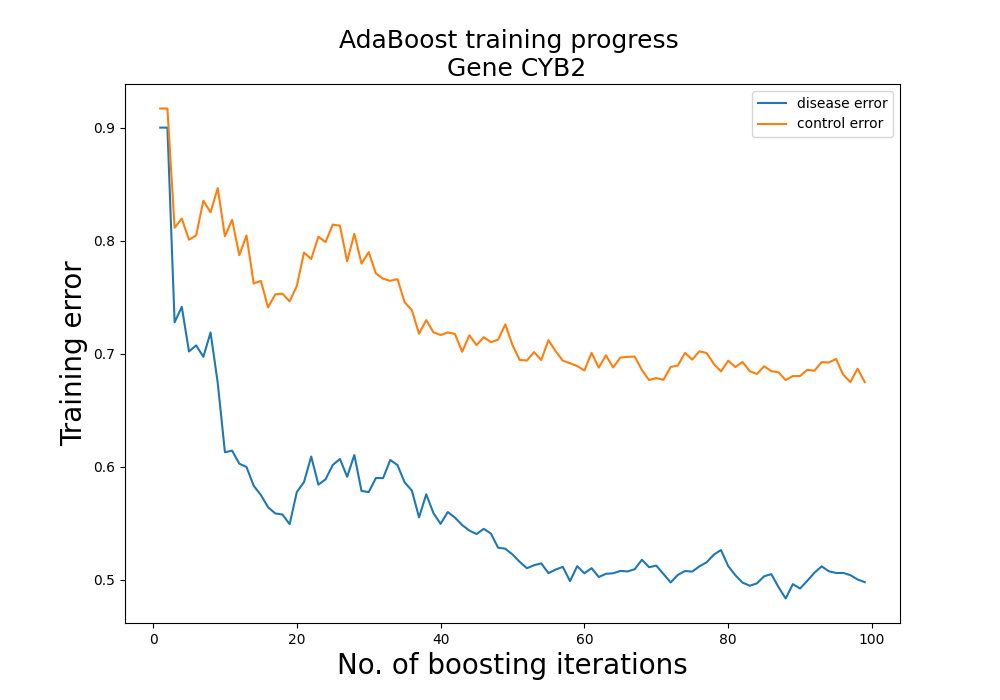 AdaBoost training progress
Gene CYB2
disease error
control error
Training error
0.9
0.8
0.7
0.6
0.5
0
20
40
60
80
100
No. of boosting iterations